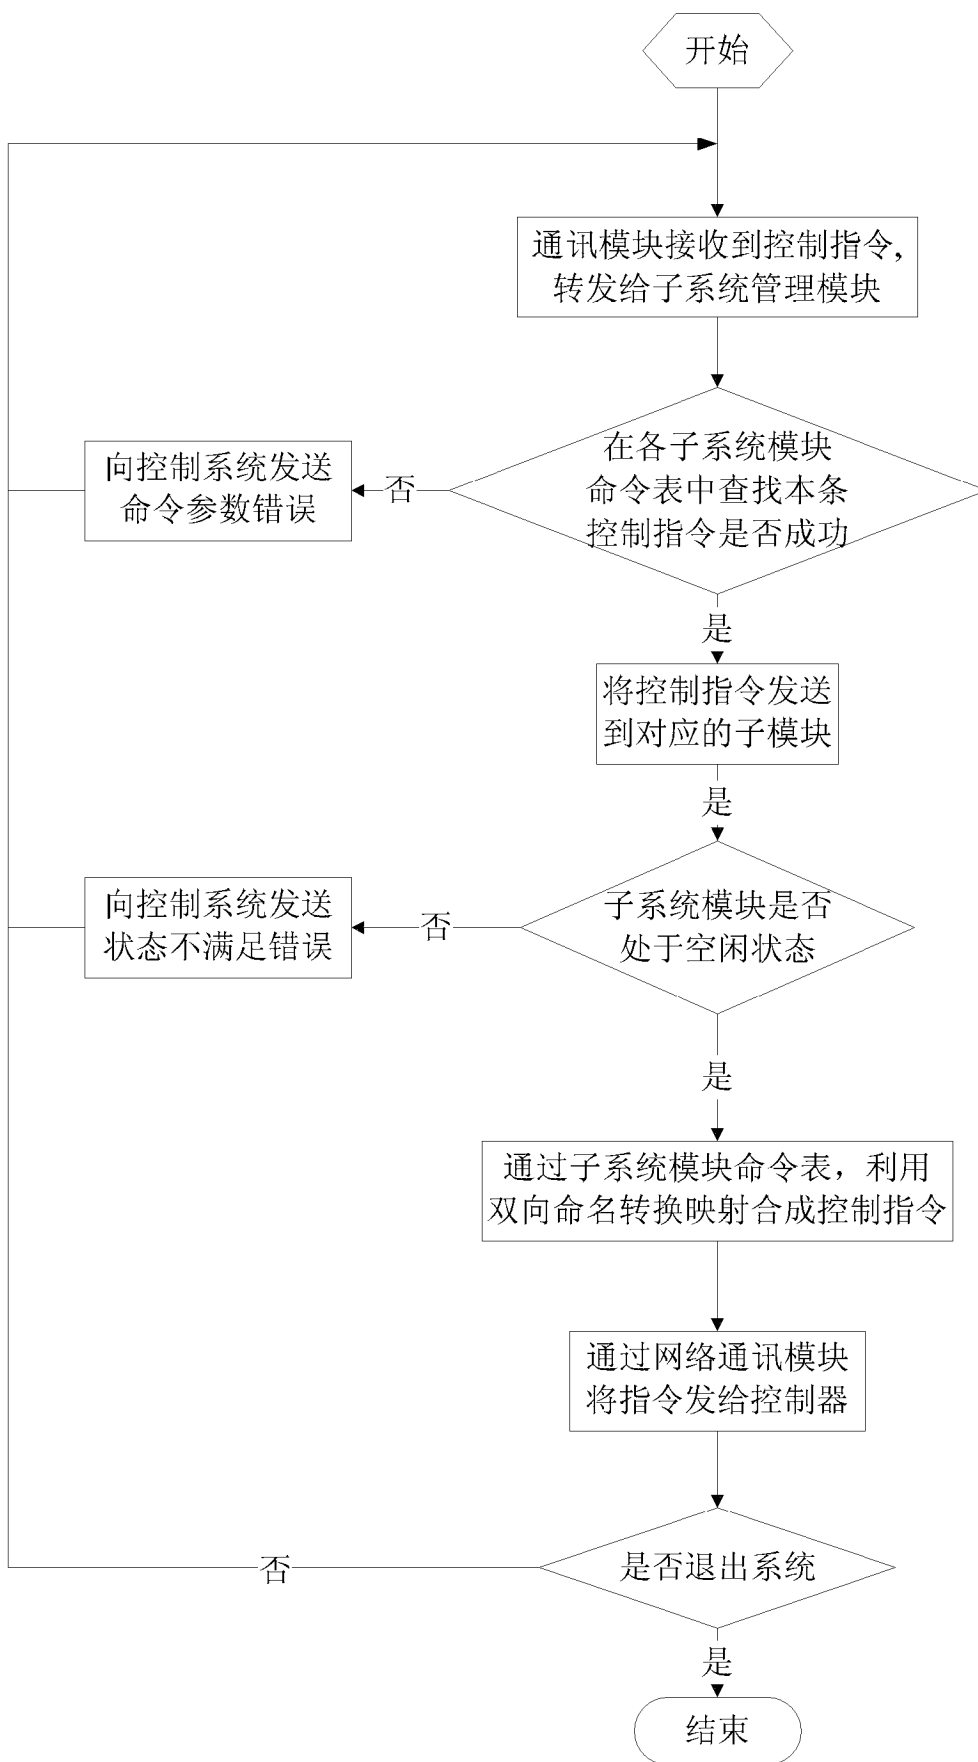 开始
通讯模块接收到控制指令,
转发给子系统管理模块
在各子系统模块
命令表中查找本条
控制指令是否成功
否
向控制系统发送
命令参数错误
是
将控制指令发送
到对应的子模块
是
子系统模块是否
处于空闲状态
否
向控制系统发送
状态不满足错误
是
通过子系统模块命令表，利用
双向命名转换映射合成控制指令
通过网络通讯模块
将指令发给控制器
是否退出系统
否
是
结束